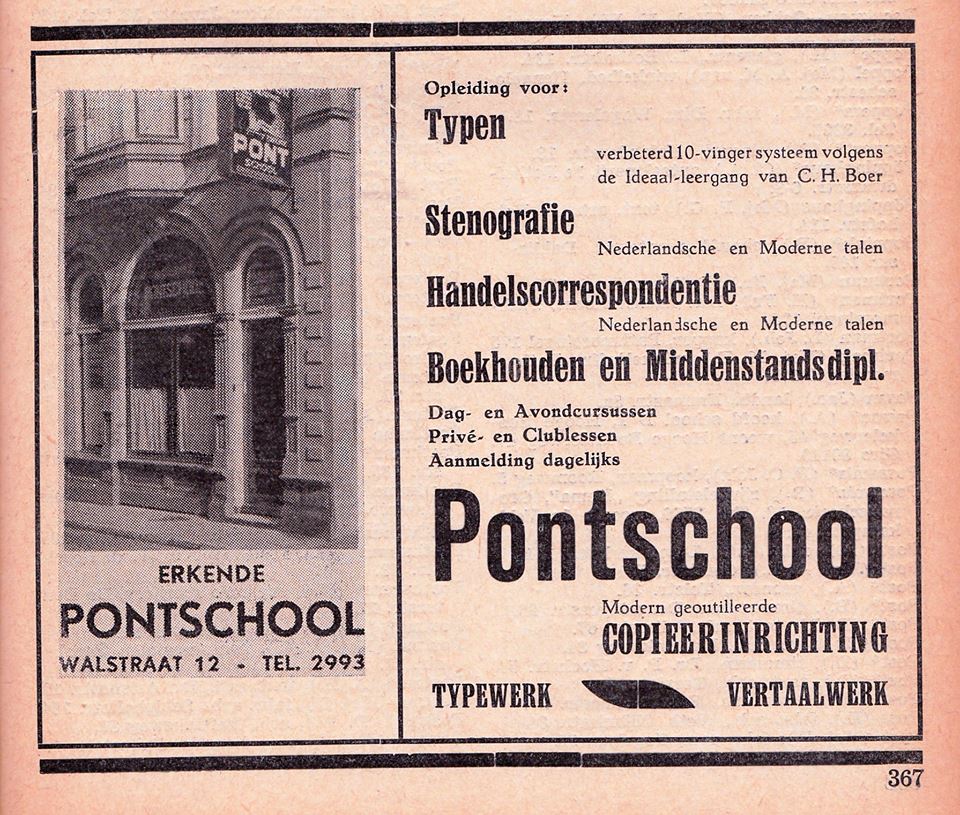 PONT
SCHOOL
ERKENDE
PONTSCHOOL
WALSTRAAT 12 - TEL. 2993
Opleiding voor:
Typen
verbeterd 10-vinger systeem volgens
de Ideaal-leergang van C. H. Boer
Stenografie
Nederlandsche en Moderne talen
Handelscorrespondentie
Nederlandsche en Moderne talen
Boekhouden en Middenstandsdipl.
Dag- en Avondcursussen
Privé- en Clublessen
Aanmelding dagelijks
Pontschool
Modern geoutilleerde
COPIEERINRICHTING
TYPEWERK VERTAALWERK
367